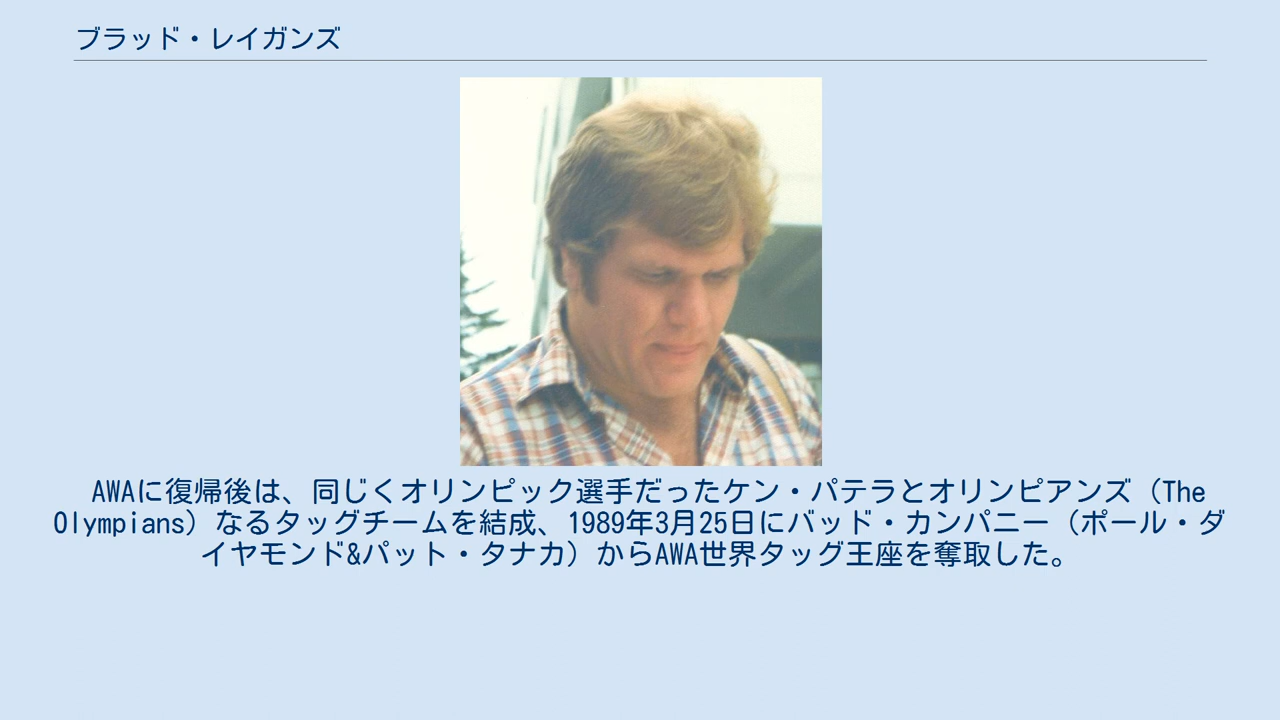 ブラッド・レイガンズ
AWAに復帰後は、同じくオリンピック選手だったケン・パテラとオリンピアンズ（The
Olympians）なるタッグチームを結成、1989年3月25日にバッド・カンパニー（ポール・ダ
イヤモンド&パット・タナカ）からAWA世界タッグ王座を奪取した。